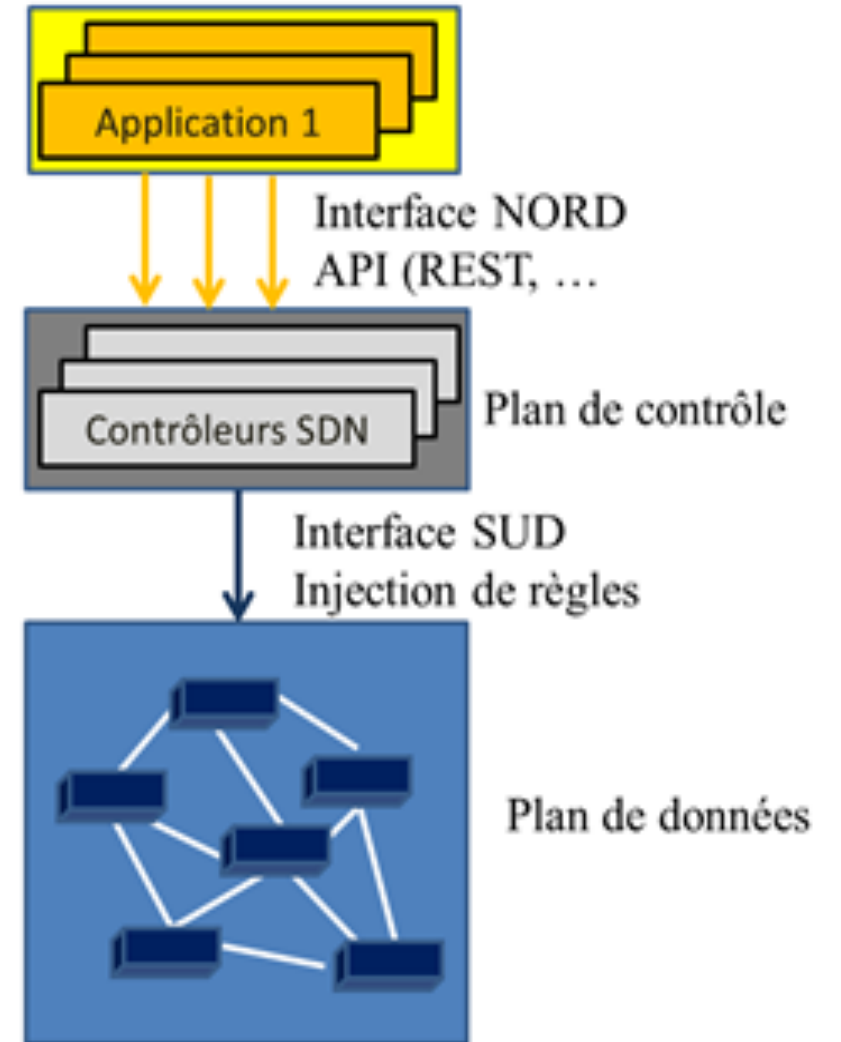 Application 1
Interface NORD
API (REST, …
Contrôleurs SDN
Plan de contrôle
Interface SUD
Injection de règles
Plan de données